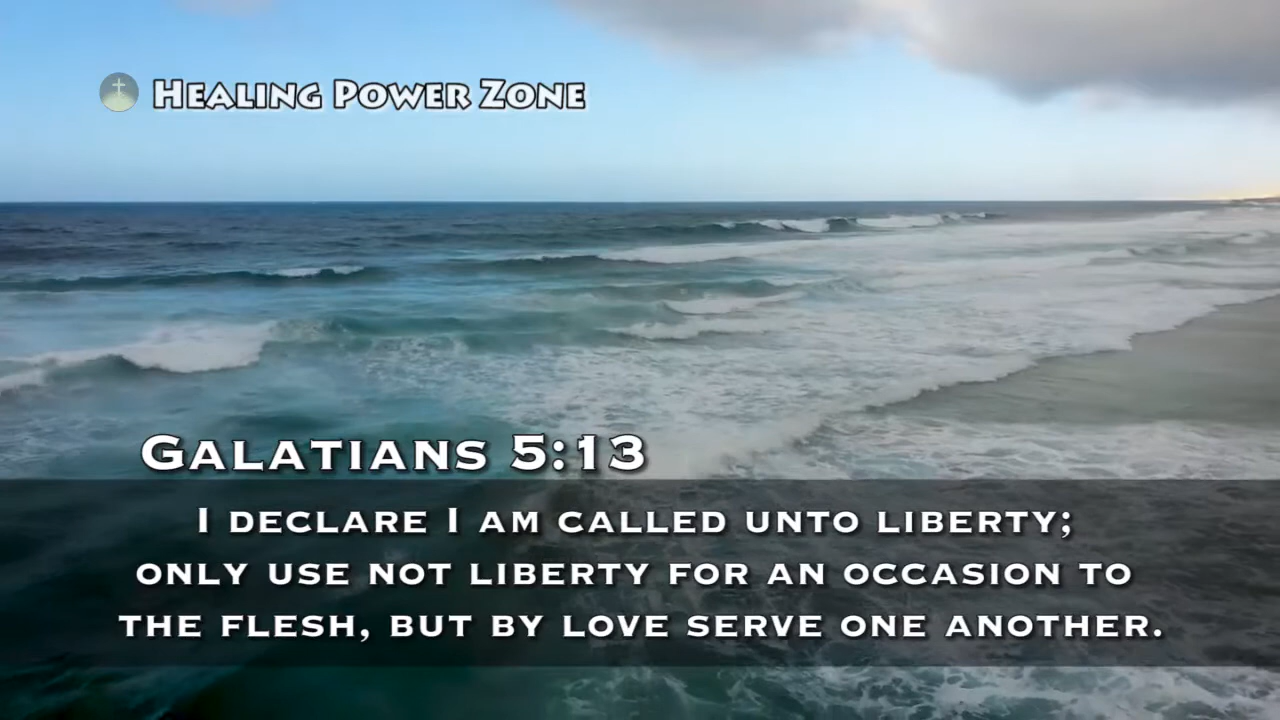 Healing Power Zone
Galatians 5:13
I declare I am called unto liberty;
only use not liberty for an occasion to
the flesh, but by love serve one another.